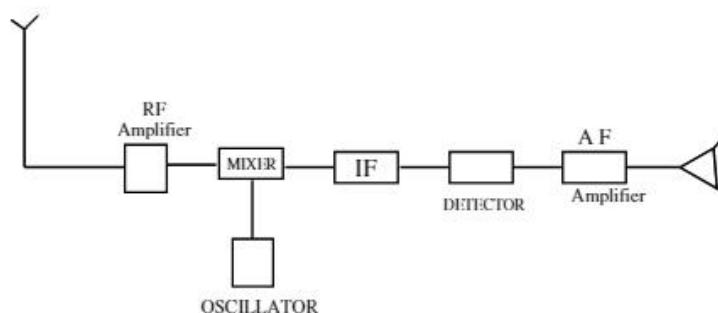 RF
Amplifier
MIXER
IF
DETECTOR
A F
Amplifier
OSCILLATOR